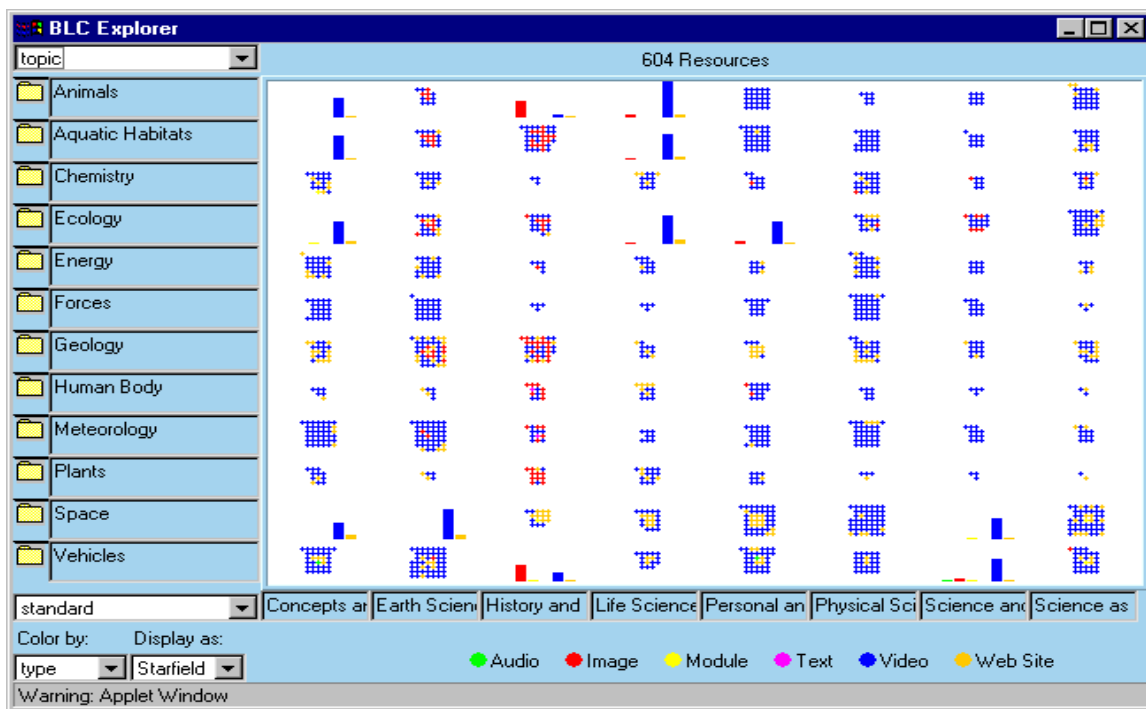 BLC Explorer
topic
604 Resources
Animals
Aquatic Habitats
Chemistry
Ecology
Energy
Forces
Geology
Human Body
Meteorology
Plants
Space
Vehicles
standard
Concepts ar
Earth Scien
History and
Life Science
Personal an
Physical Sci
Science and
Science as
Color by:
Display as:
type
Starfield
Audio
Image
Module
Text
Video
Web Site
Warning: Applet Window